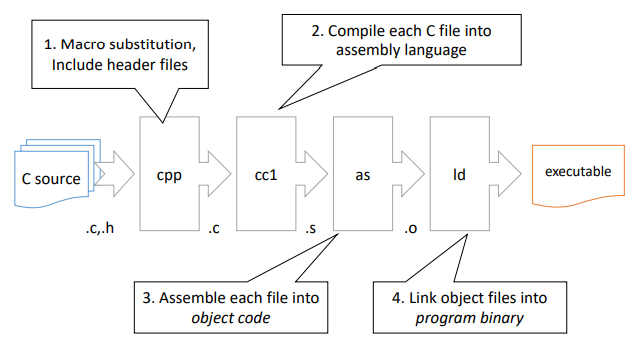 1. Macro substitution,
Include header files
2. Compile each C file into
assembly language
C source
cpp
cc1
as
ld
executable
.c,.h
.c
.s
.o
3. Assemble each file into
object code
4. Link object files into
program binary